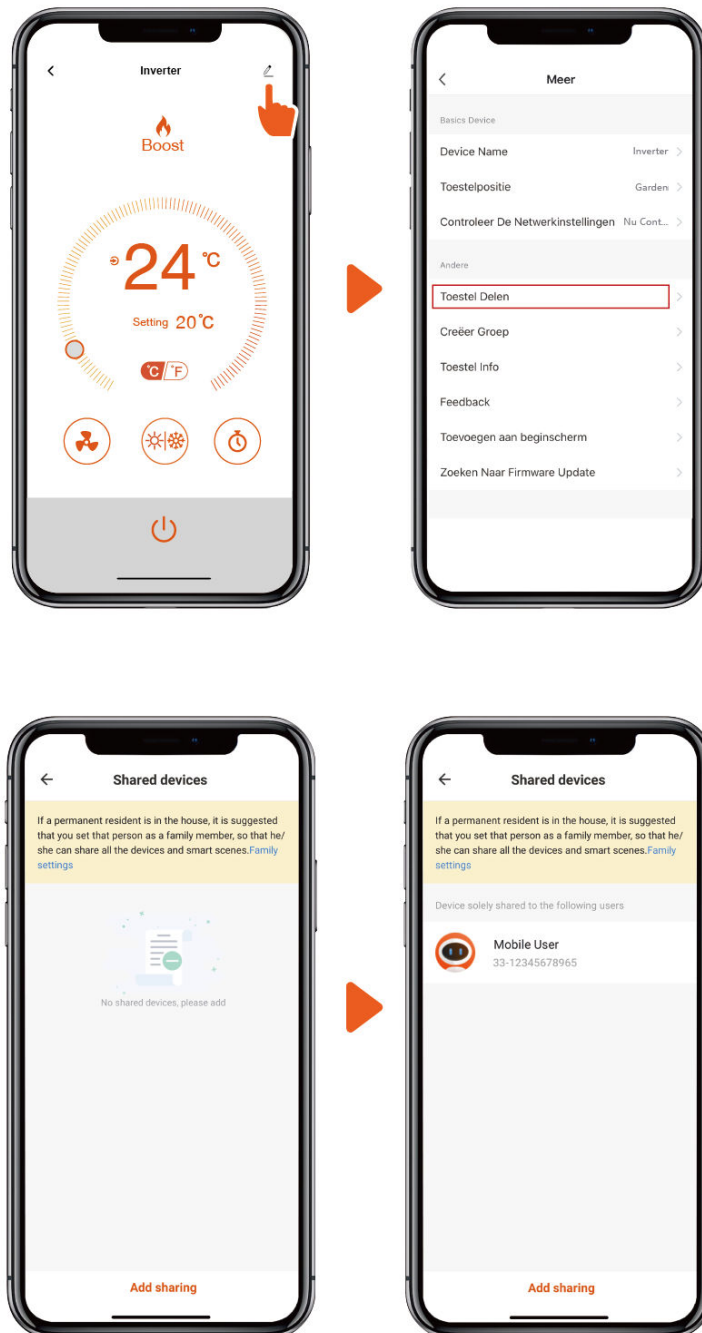 Inverter
Boost
24 °C
Setting 20°C
°C °F
Meer
Basics Device
Device Name Inverter
Toestelpositie Garden
Controleer De Netwerkinstellingen Nu Cont...
Andere
Toestel Delen
Creëer Groep
Toestel Info
Feedback
Toevoegen aan beginscherm
Zoeken Naar Firmware Update
Shared devices
If a permanent resident is in the house, it is suggested
that you set that person as a family member, so that he/
she can share all the devices and smart scenes.Family
settings
No shared devices, please add
Add sharing
Shared devices
If a permanent resident is in the house, it is suggested
that you set that person as a family member, so that he/
she can share all the devices and smart scenes.Family
settings
Device solely shared to the following users
Mobile User
33-12345678965
Add sharing